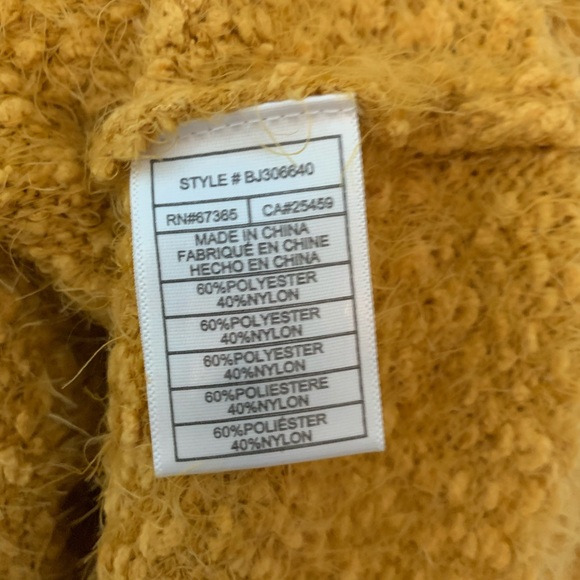 STYLE # BJ306640
RN#67365 CA#25459
MADE IN CHINA
FABRIQUÉ EN CHINE
HECHO EN CHINA
60%POLYESTER
40%NYLON
60%POLYESTER
40%NYLON
60%POLYESTER
40%NYLON
60%POLIESTERE
40%NYLON
60%POLIÉSTER
40%NYLON